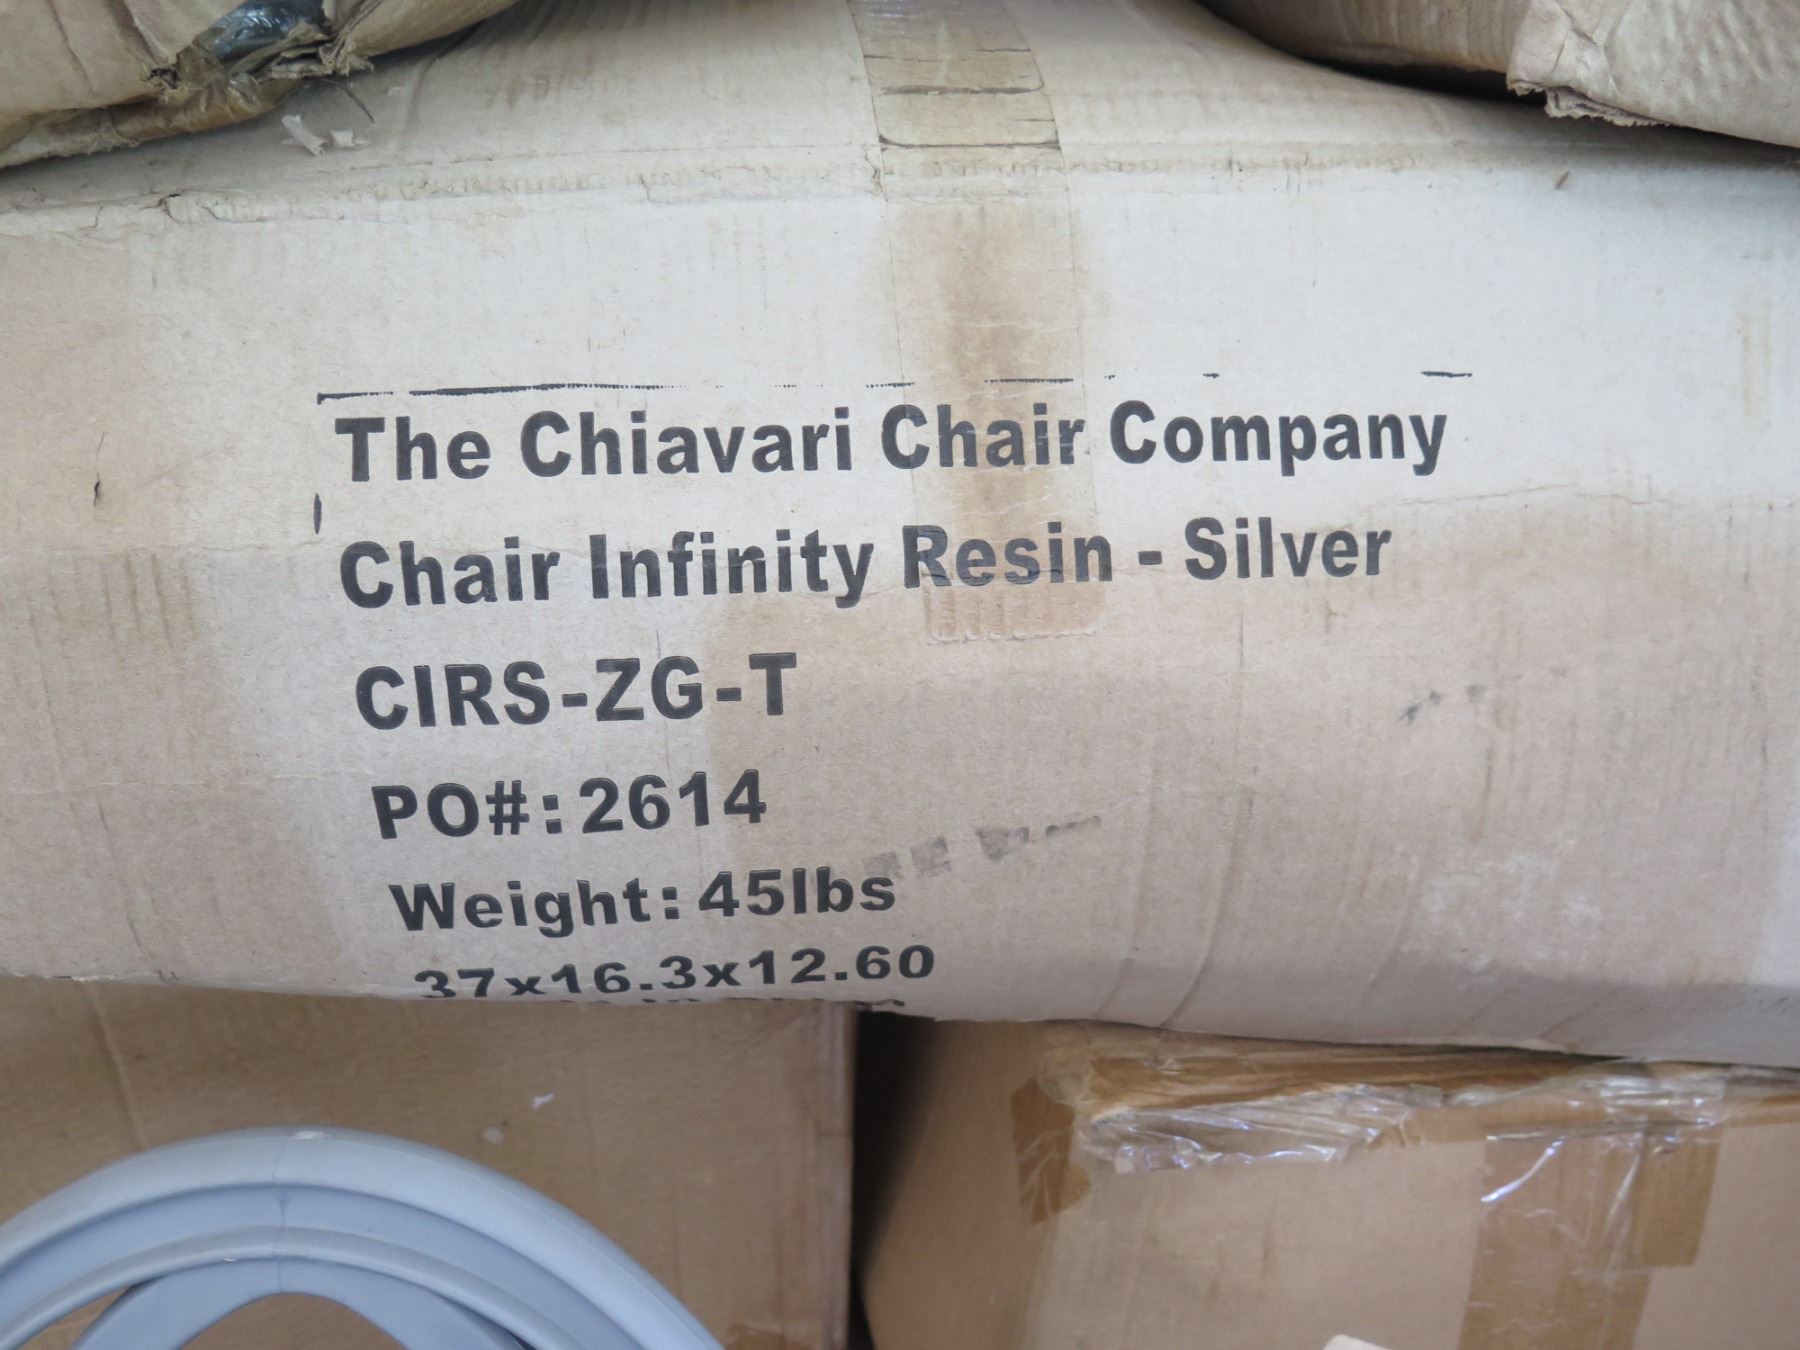 The Chiavari Chair Company
Chair Infinity Resin - Silver
CIRS-ZG-T
PO#:2614
Weight:45lbs
37x16.3x12.60